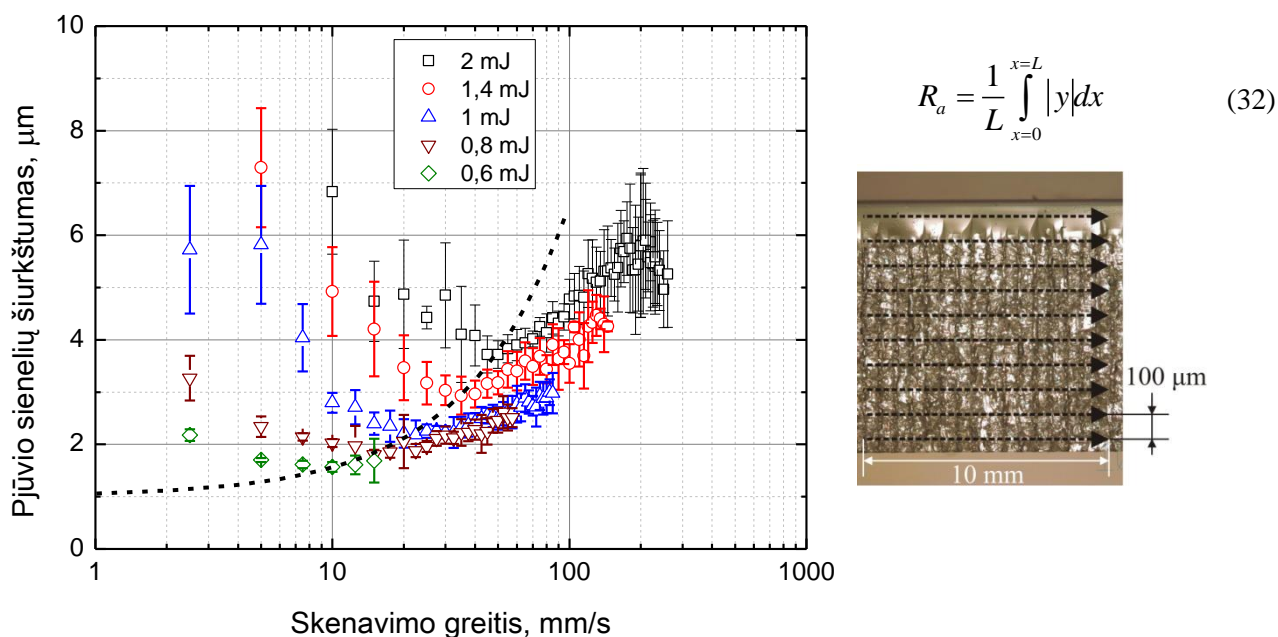 10
8
6
4
2
0
1
10
100
1000
Pjūvio sienelių šiurkštumas, μm
Skenavimo greitis, mm/s
2 mJ
1,4 mJ
1 mJ
0,8 mJ
0,6 mJ
R_a = \frac{1}{L} \int_{x=0}^{x=L} |y| dx (32)
100 μm
10 mm